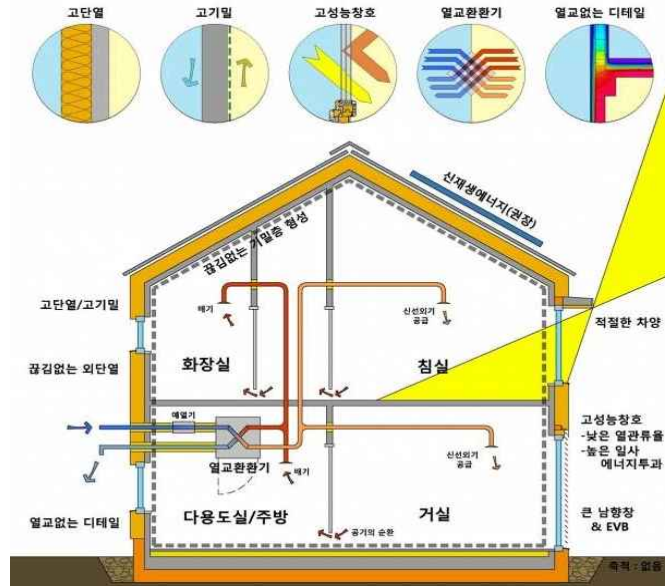 고단열
고기밀
고성능창호
열교환환기
열교없는 디테일
신재생에너지(권장)
끊김없는 기밀층 형성
고단열/고기밀
배기
신선외기
공급
적절한 차양
화장실
침실
끊김없는 외단열
예열기
고성능창호
-낮은 열관류율
-높은 일사
에너지투과
열교환환기
배기
신선외기
공급
열교없는 디테일
다용도실/주방
공기의 순환
거실
큰 남향창
& EVB
축척 : 없음